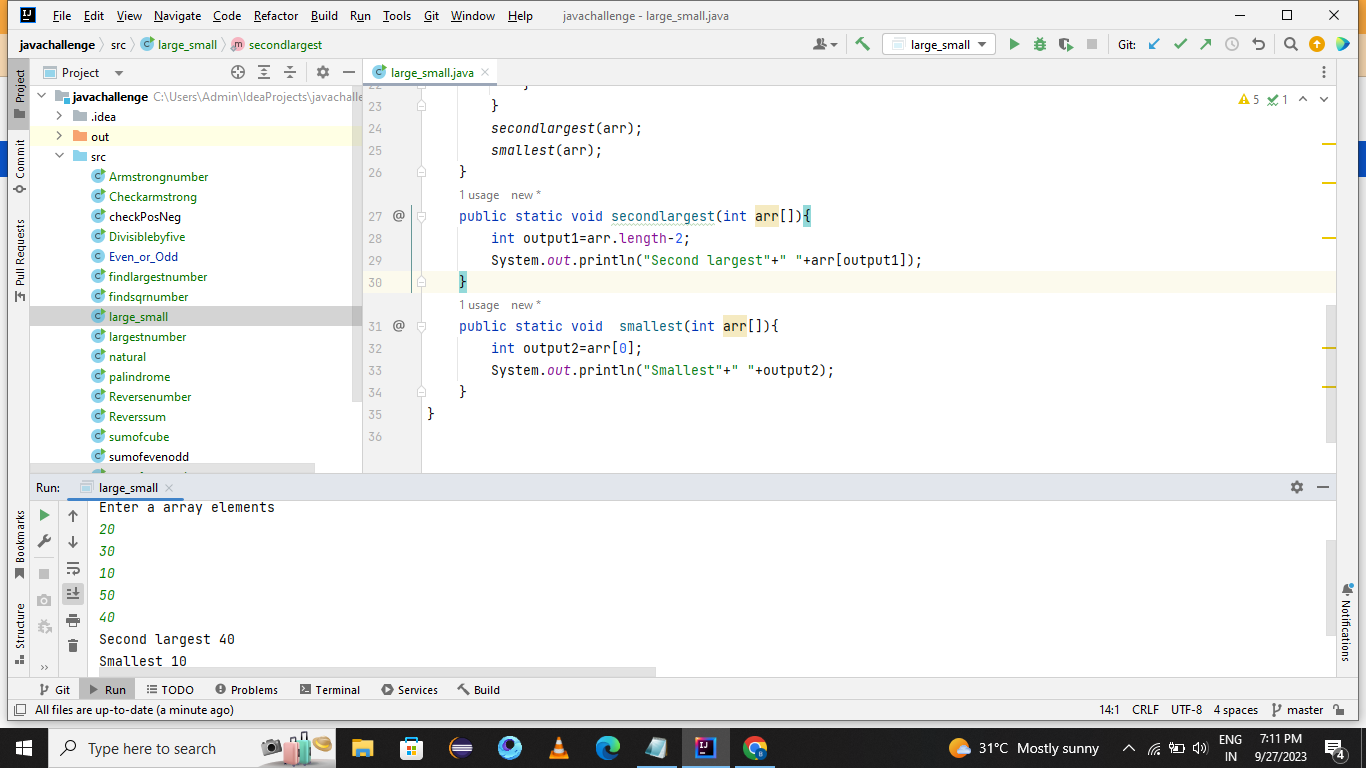 File Edit View Navigate Code Refactor Build Run Tools Git Window Help javachallenge - large_small.java
javachallenge src large_small secondlargest large_small Git:
Project large_small.java
javachallenge C:\Users\Admin\IdeaProjects\javachalle
.idea
out
src
Armstrongnumber
Checkarmstrong
checkPosNeg
Divisiblebyfive
Even_or_Odd
findlargestnumber
findsqrnumber
large_small
largestnumber
natural
palindrome
Reversenumber
Reverssum
sumofcube
sumofevenodd
Project
Commit
Pull Requests
Bookmarks
Structure
5 1
22 }
23 }
24 secondlargest(arr);
25 smallest(arr);
26 }
1 usage new *
27 @ public static void secondlargest(int arr[]){
28 int output1=arr.length-2;
29 System.out.println("Second largest"+" "+arr[output1]);
30 }
1 usage new *
31 @ public static void smallest(int arr[]){
32 int output2=arr[0];
33 System.out.println("Smallest"+" "+output2);
34 }
35 }
36
Notifications
Run: large_small
Enter a array elements
20
30
10
50
40
Second largest 40
Smallest 10
Git Run TODO Problems Terminal Services Build
All files are up-to-date (a minute ago) 14:1 CRLF UTF-8 4 spaces master
Type here to search 31°C Mostly sunny ENG 7:11 PM
IN 9/27/2023 4